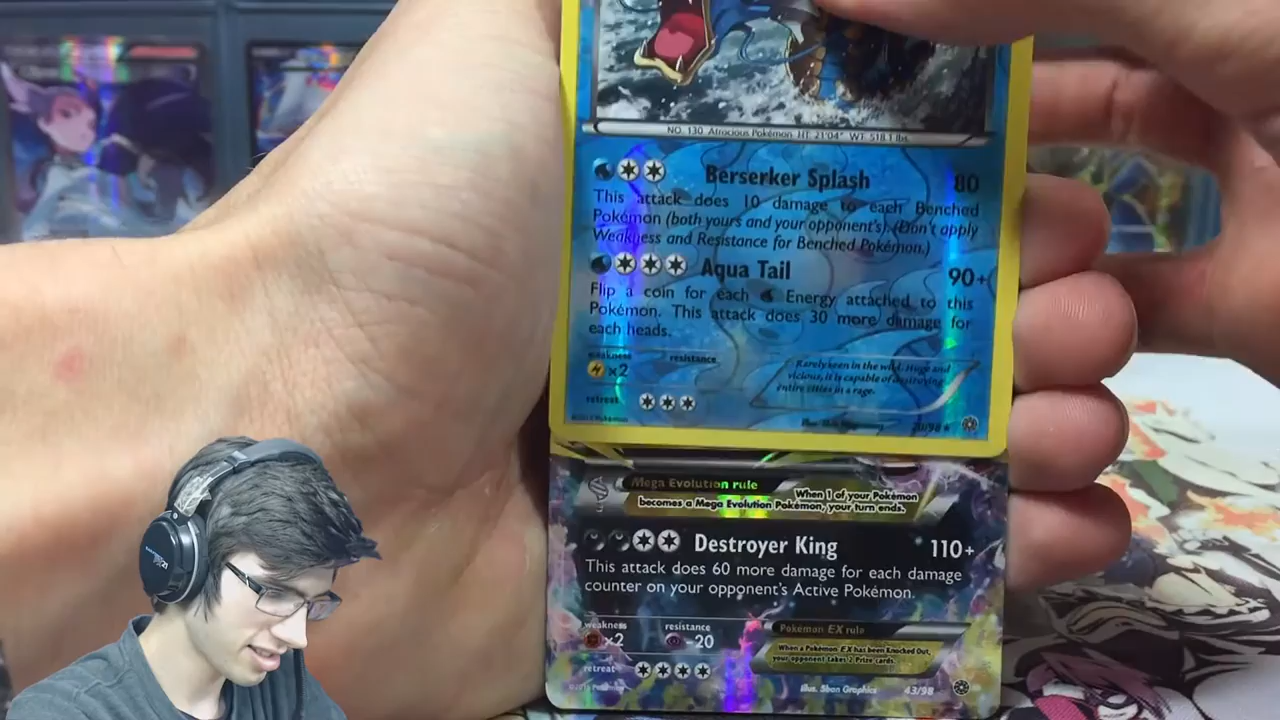 NO. 130 Atrocious Pokémon HT: 21'04" WT: 518.1 lbs.
Berserker Splash 80
This attack does 10 damage to each Benched
Pokémon (both yours and your opponent's). (Don't apply
Weakness and Resistance for Benched Pokémon.)
Aqua Tail 90+
Flip a coin for each Energy attached to this
Pokémon. This attack does 30 more damage for
each heads.
weakness resistance
×2
Rarely seen in the wild. Huge and
vicious, it is capable of destroying
entire cities in a rage.
retreat
Mega Evolution rule
When 1 of your Pokémon
becomes a Mega Evolution Pokémon, your turn ends.
Destroyer King 110+
This attack does 60 more damage for each damage
counter on your opponent's Active Pokémon.
weakness resistance Pokémon EX rule
×2 -20
When a Pokémon EX has been Knocked Out,
your opponent takes 2 Prize cards.
retreat
Illus. 5ban Graphics 43/98